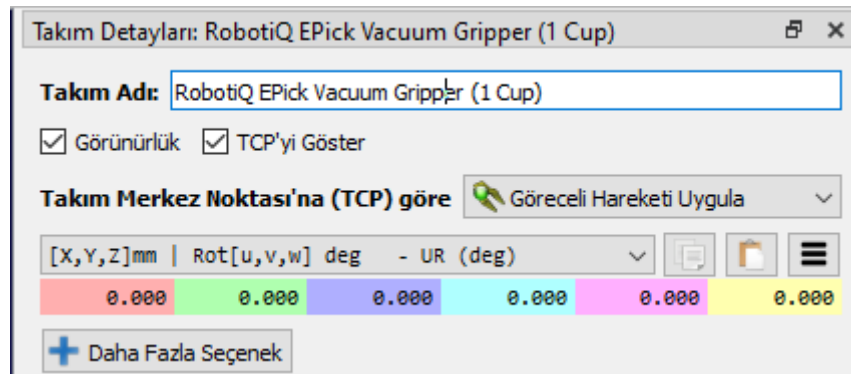 Takım Detayları: RobotiQ EPick Vacuum Gripper (1 Cup)
Takım Adı: RobotiQ EPick Vacuum Gripper (1 Cup)
Görünürlük TCP'yi Göster
Takım Merkez Noktası'na (TCP) göre Göreceli Hareketi Uygula
[X,Y,Z]mm | Rot[u,v,w] deg - UR (deg)
0.000 0.000 0.000 0.000 0.000 0.000
Daha Fazla Seçenek